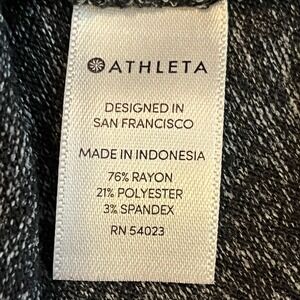 ATHLETA
DESIGNED IN
SAN FRANCISCO
MADE IN INDONESIA
76% RAYON
21% POLYESTER
3% SPANDEX
RN 54023